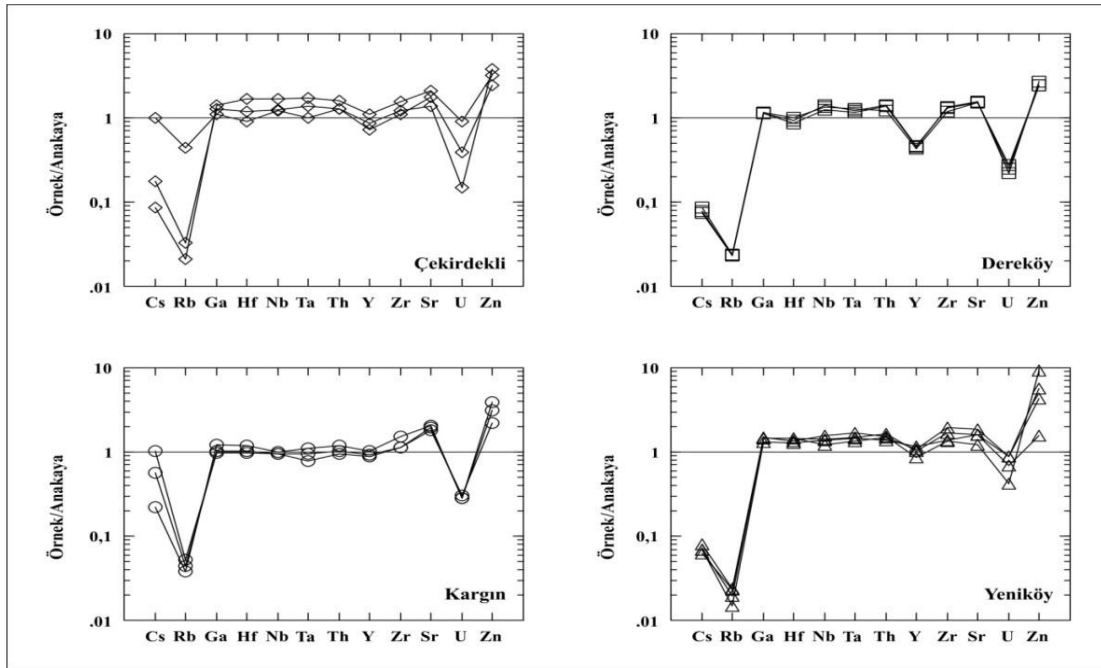 10
1
0,1
.01
Örnek/Anakaya
Çekirdekli
Cs Rb Ga Hf Nb Ta Th Y Zr Sr U Zn
10
1
0,1
.01
Örnek/Anakaya
Dereköy
Cs Rb Ga Hf Nb Ta Th Y Zr Sr U Zn
10
1
0,1
.01
Örnek/Anakaya
Kargın
Cs Rb Ga Hf Nb Ta Th Y Zr Sr U Zn
10
1
0,1
.01
Örnek/Anakaya
Yeniköy
Cs Rb Ga Hf Nb Ta Th Y Zr Sr U Zn